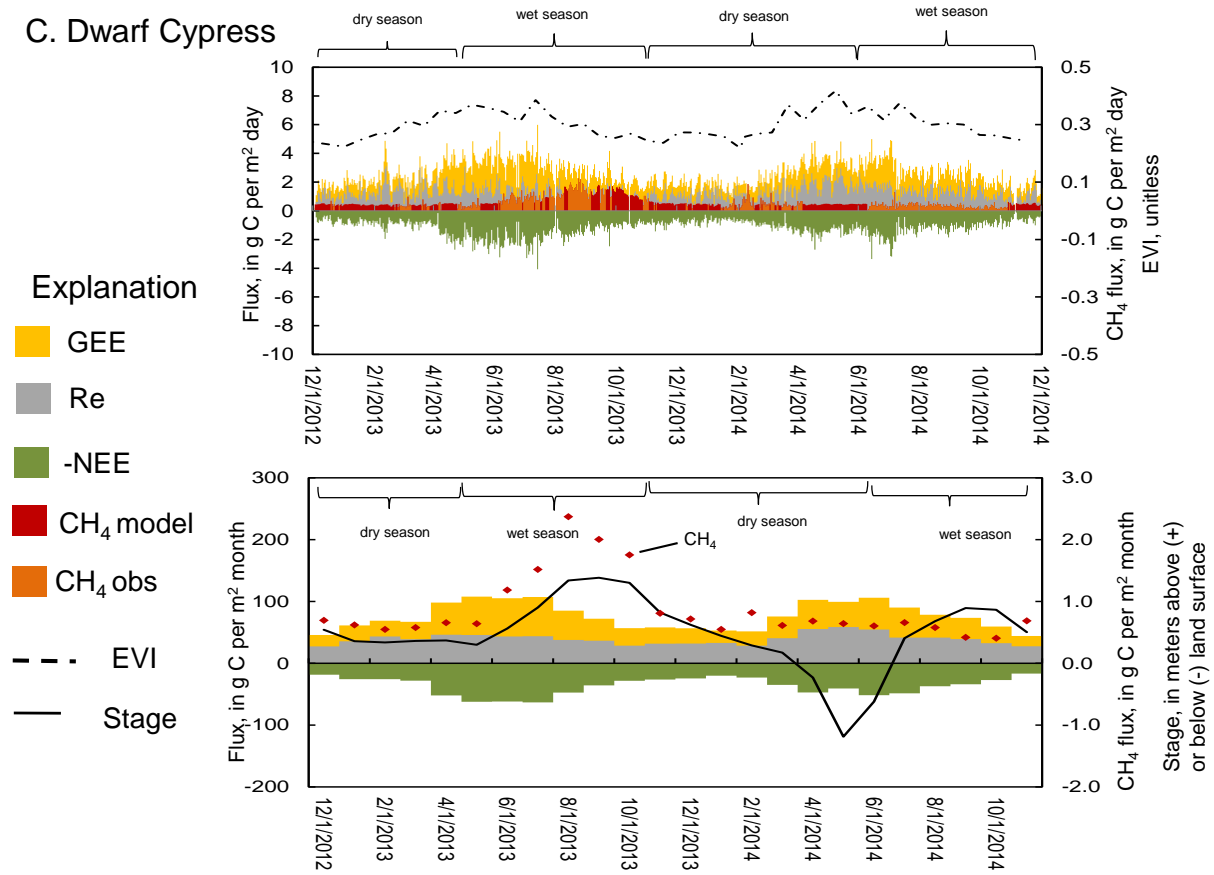 C. Dwarf Cypress
dry season
wet season
dry season
wet season
10
8
6
4
2
0
-2
-4
-6
-8
-10
Flux, in g C per m² day
0.5
0.3
0.1
-0.1
-0.3
-0.5
CH₄ flux, in g C per m² day
EVI, unitless
12/1/2012
2/1/2013
4/1/2013
6/1/2013
8/1/2013
10/1/2013
12/1/2013
2/1/2014
4/1/2014
6/1/2014
8/1/2014
10/1/2014
12/1/2014
Explanation
GEE
Re
-NEE
CH₄ model
CH₄ obs
EVI
Stage
300
200
100
0
-100
-200
Flux, in g C per m² month
dry season
wet season
dry season
wet season
CH₄
3.0
2.0
1.0
0.0
-1.0
-2.0
CH₄ flux, in g C per m² month
Stage, in meters above (+)
or below (-) land surface
12/1/2012
2/1/2013
4/1/2013
6/1/2013
8/1/2013
10/1/2013
12/1/2013
2/1/2014
4/1/2014
6/1/2014
8/1/2014
10/1/2014